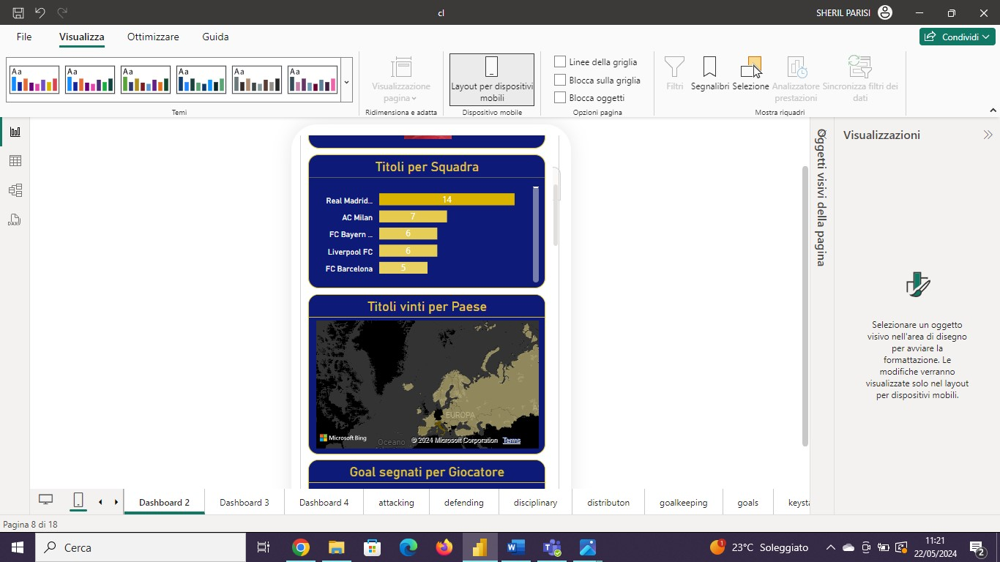 cl
SHERIL PARISI
File
Visualizza
Ottimizzare
Guida
Condividi
Aa
Aa
Aa
Aa
Aa
Aa
Temi
Visualizzazione
pagina
Ridimensiona e adatta
Layout per dispositivi
mobili
Dispositivo mobile
Linee della griglia
Blocca sulla griglia
Blocca oggetti
Opzioni pagina
Filtri
Segnalibri
Selezione
Analizzatore
prestazioni
Sincronizza filtri dei
dati
Mostra riquadri
DAX
Titoli per Squadra
Real Madrid...
14
AC Milan
7
FC Bayern ...
6
Liverpool FC
6
FC Barcelona
5
Titoli vinti per Paese
EUROPA
Microsoft Bing
Oceano
© 2024 Microsoft Corporation
Terms
Goal segnati per Giocatore
Oggetti visivi della pagina
Visualizzazioni
Selezionare un oggetto
visivo nell'area di disegno
per avviare la
formattazione. Le
modifiche verranno
visualizzate solo nel layout
per dispositivi mobili.
Dashboard 2
Dashboard 3
Dashboard 4
attacking
defending
disciplinary
distributon
goalkeeping
goals
keysta
Pagina 8 di 18
Cerca
1
23°C Soleggiato
11:21
22/05/2024
2